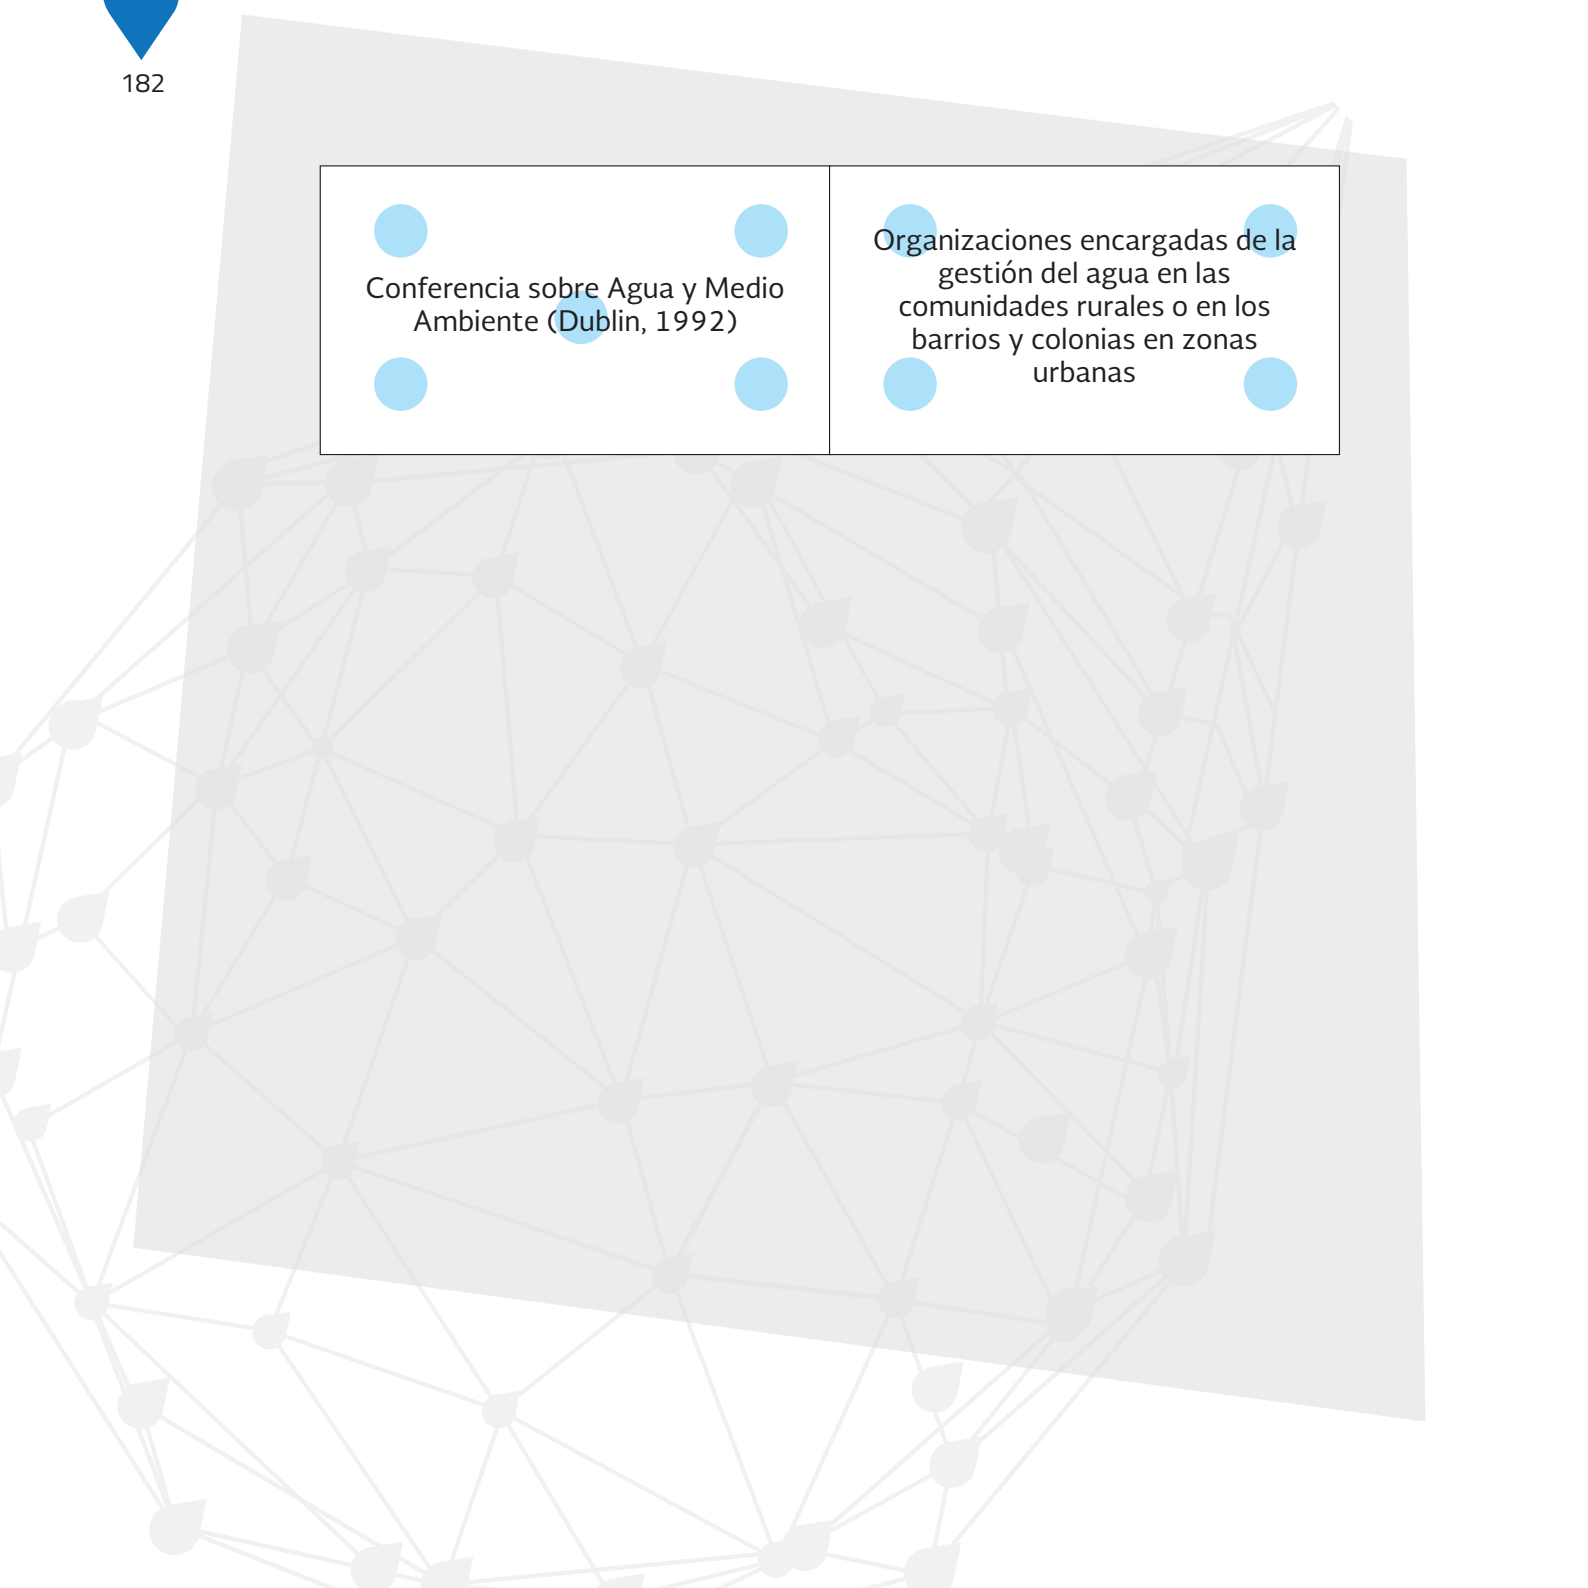 182
Conferencia sobre Agua y Medio
Ambiente (Dublin, 1992)
Organizaciones encargadas de la
gestión del agua en las
comunidades rurales o en los
barrios y colonias en zonas
urbanas